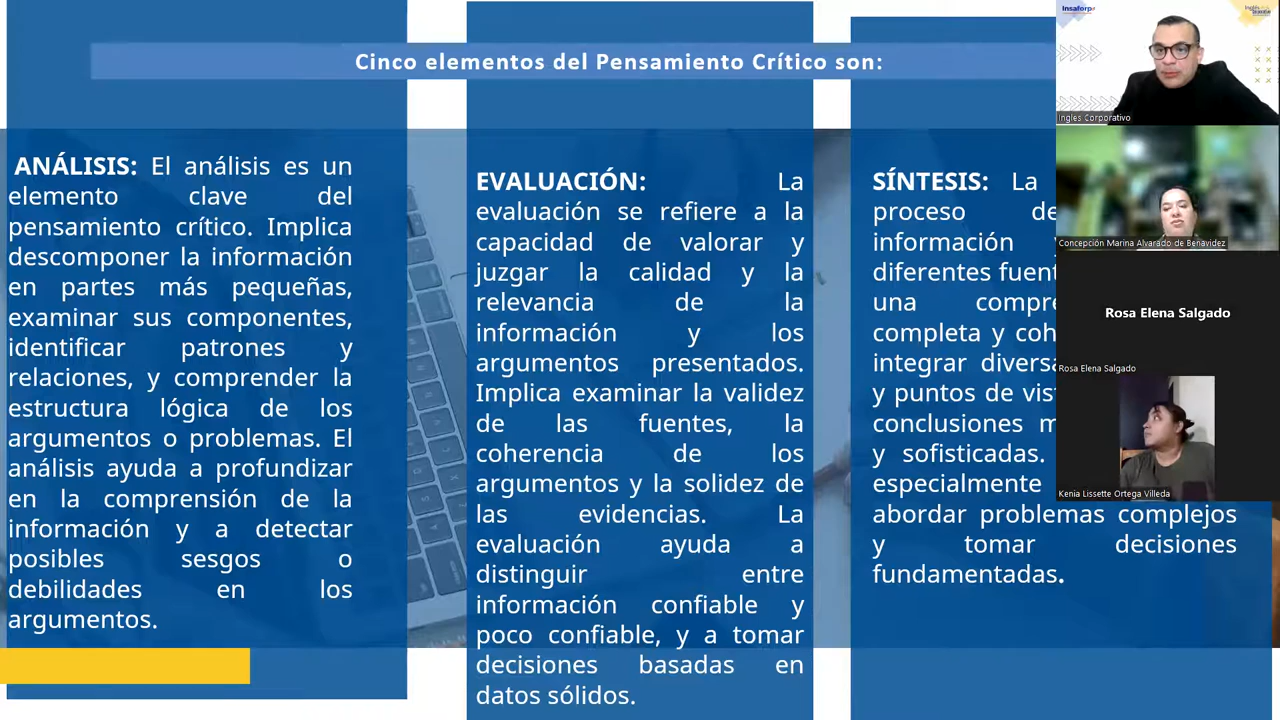 Cinco elementos del Pensamiento Crítico son:
ANÁLISIS: El análisis es un
elemento clave del
pensamiento crítico. Implica
descomponer la información
en partes más pequeñas,
examinar sus componentes,
identificar patrones y
relaciones, y comprender la
estructura lógica de los
argumentos o problemas. El
análisis ayuda a profundizar
en la comprensión de la
información y a detectar
posibles sesgos o
debilidades en los
argumentos.
EVALUACIÓN: La
evaluación se refiere a la
capacidad de valorar y
juzgar la calidad y la
relevancia de la
información y los
argumentos presentados.
Implica examinar la validez
de las fuentes, la
coherencia de los
argumentos y la solidez de
las evidencias. La
evaluación ayuda a
distinguir entre
información confiable y
poco confiable, y a tomar
decisiones basadas en
datos sólidos.
SÍNTESIS: La
proceso de
información
diferentes
una
completa y
integrar
y puntos de
conclusiones
y sofisticadas.
especialmente
abordar problemas complejos
y tomar decisiones
fundamentadas.
insaforp
Ingles Corporativo
Concepción Marina Alvarado de Benavidez
Rosa Elena Salgado
Rosa Elena Salgado
Kenia Lissette Ortega Villeda